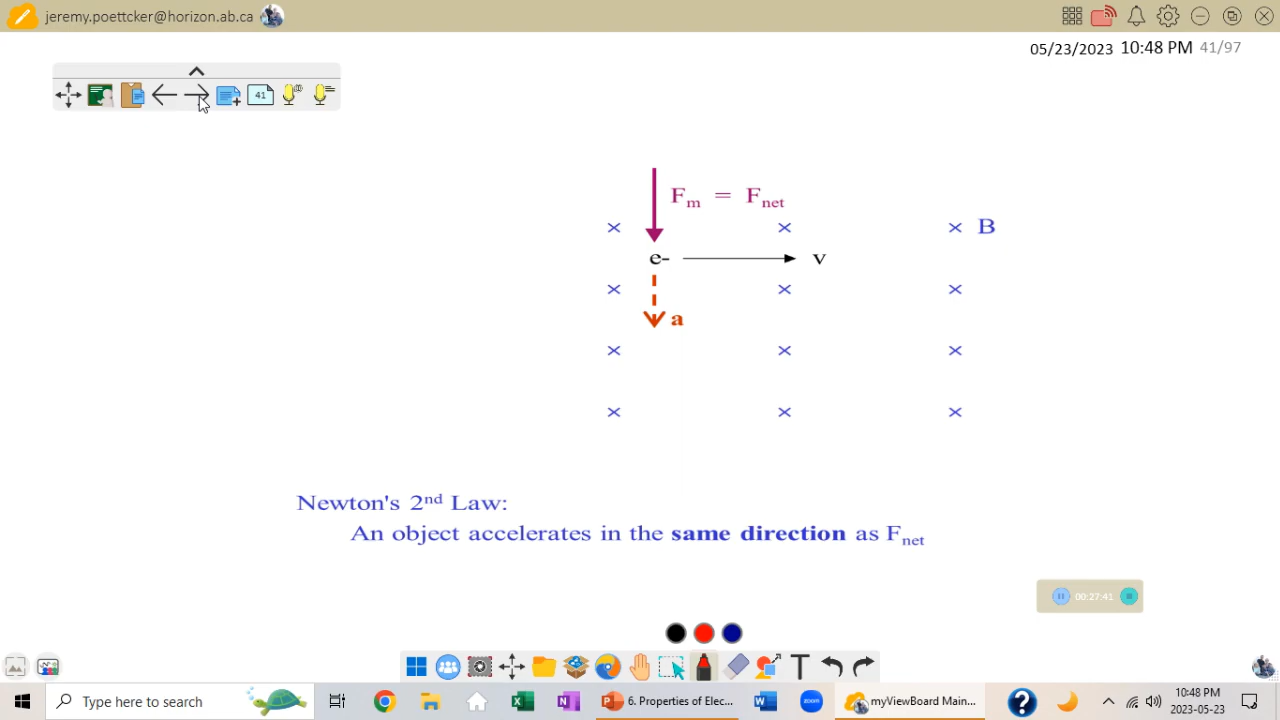 jeremy.poettcker@horizon.ab.ca
05/23/2023 10:48 PM 41/97
41
Fm = Fnet
× × × B
e- v
× × ×
a
× × ×
× × ×
Newton's 2nd Law:
An object accelerates in the same direction as Fnet
00:27:41
Type here to search
6. Properties of Elec...
zoom
myViewBoard Main...
10:48 PM
2023-05-23